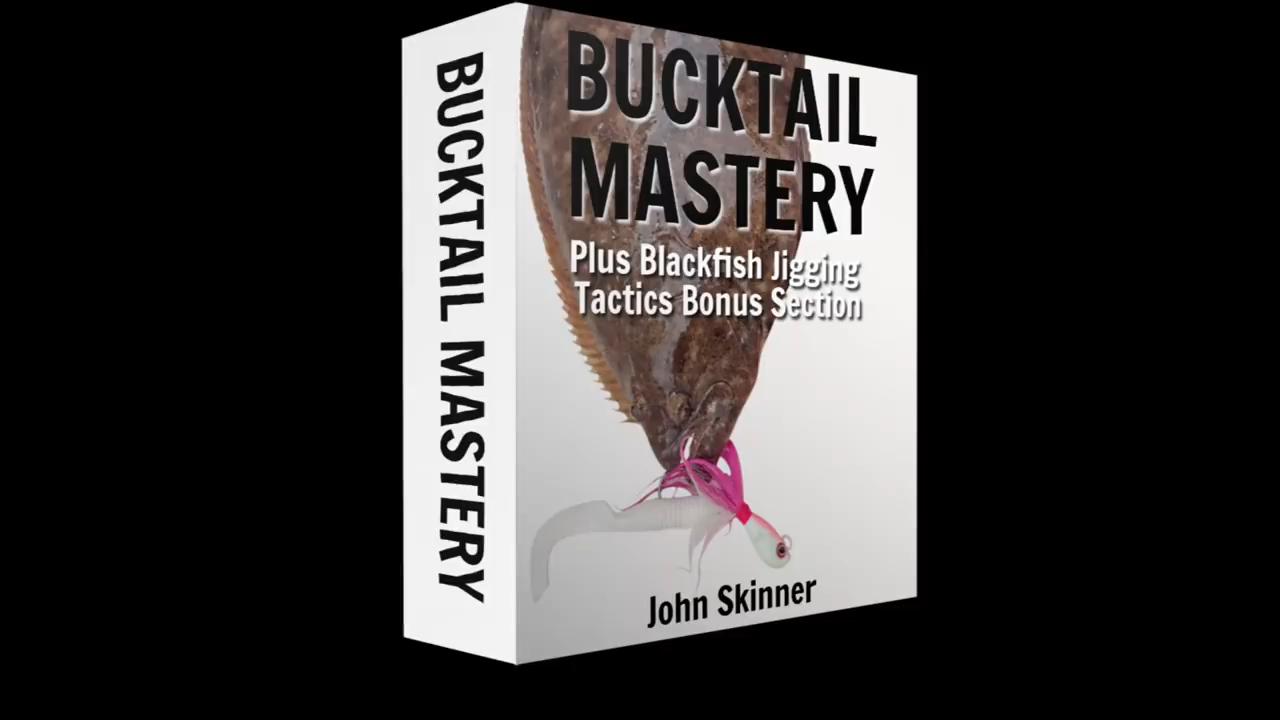 BUCKTAIL MASTERY
BUCKTAIL
MASTERY
Plus Blackfish Jigging
Tactics Bonus Section
John Skinner